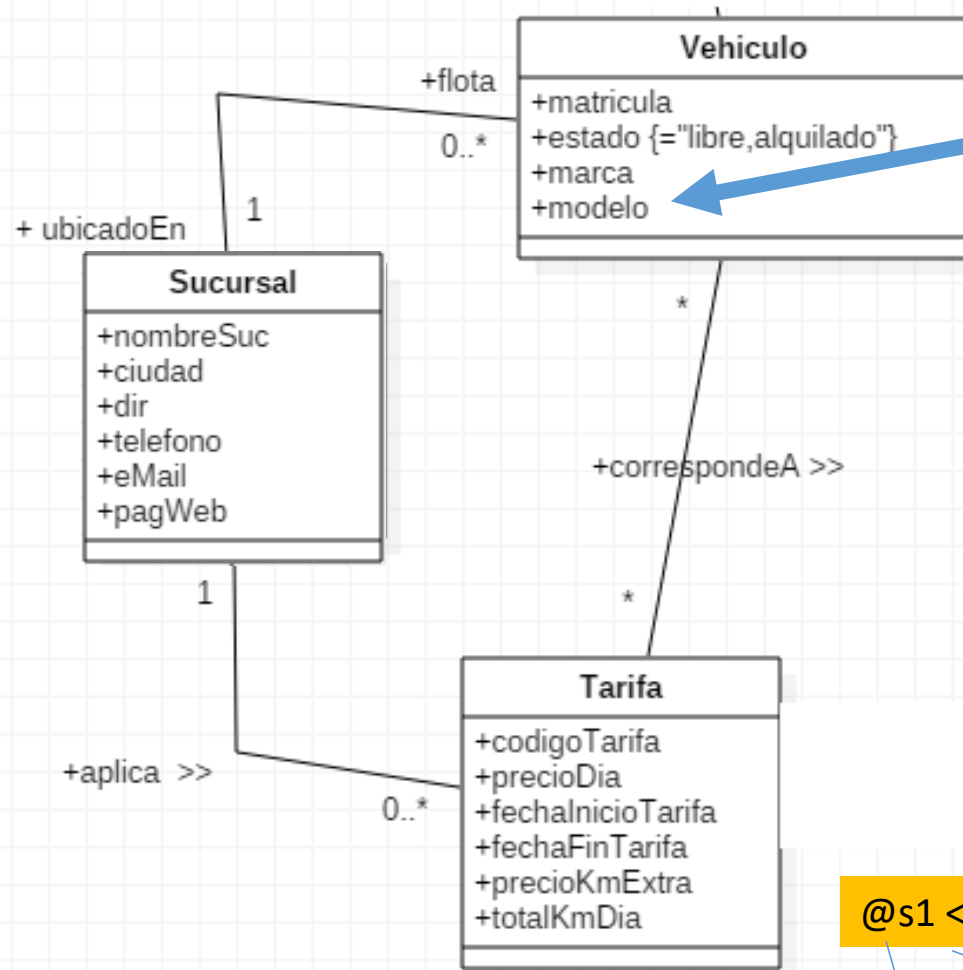 Vehiculo
+flota
+matricula
0..*
+estado {="libre,alquilado"}
+marca
+modelo
1
+ ubicadoEn
Sucursal
*
+nombreSuc
+ciudad
+dir
+telefono
+eMail
+pagWeb
+correspondeA >>
1
*
Tarifa
+codigoTarifa
+precioDia
+aplica >>
0..*
+fechaInicioTarifa
+fechaFinTarifa
+precioKmExtra
+totalKmDia
@s1 <